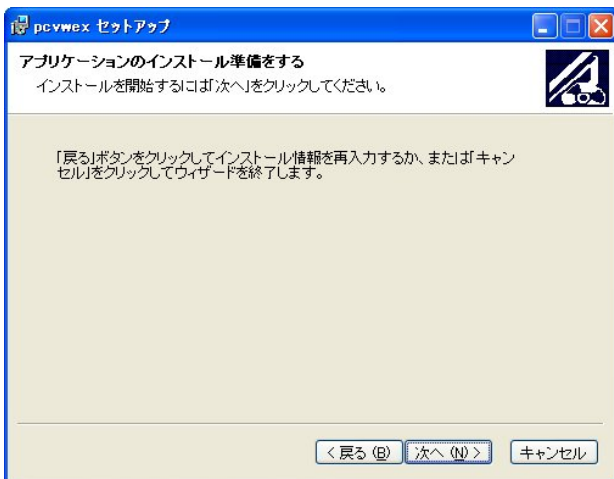 pcvwex セットアップ
アプリケーションのインストール準備をする
インストールを開始するには「次へ」をクリックしてください。
「戻る」ボタンをクリックしてインストール情報を再入力するか、または「キャン
セル」をクリックしてウィザードを終了します。
< 戻る (B) 次へ (N) > キャンセル